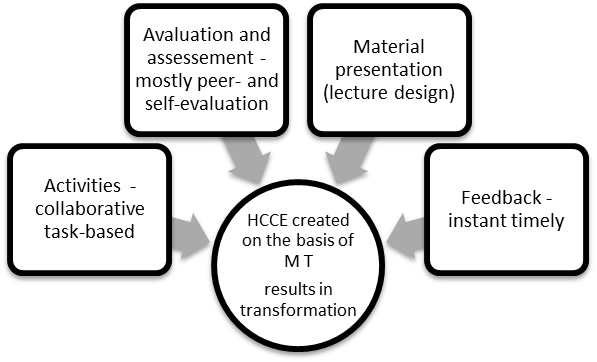 Avaluation and
assessement -
mostly peer- and
self-evaluation
Material
presentation
(lecture design)
Activities -
collaborative
task-based
Feedback -
instant timely
HCCE created
on the basis of
M T
results in
transformation